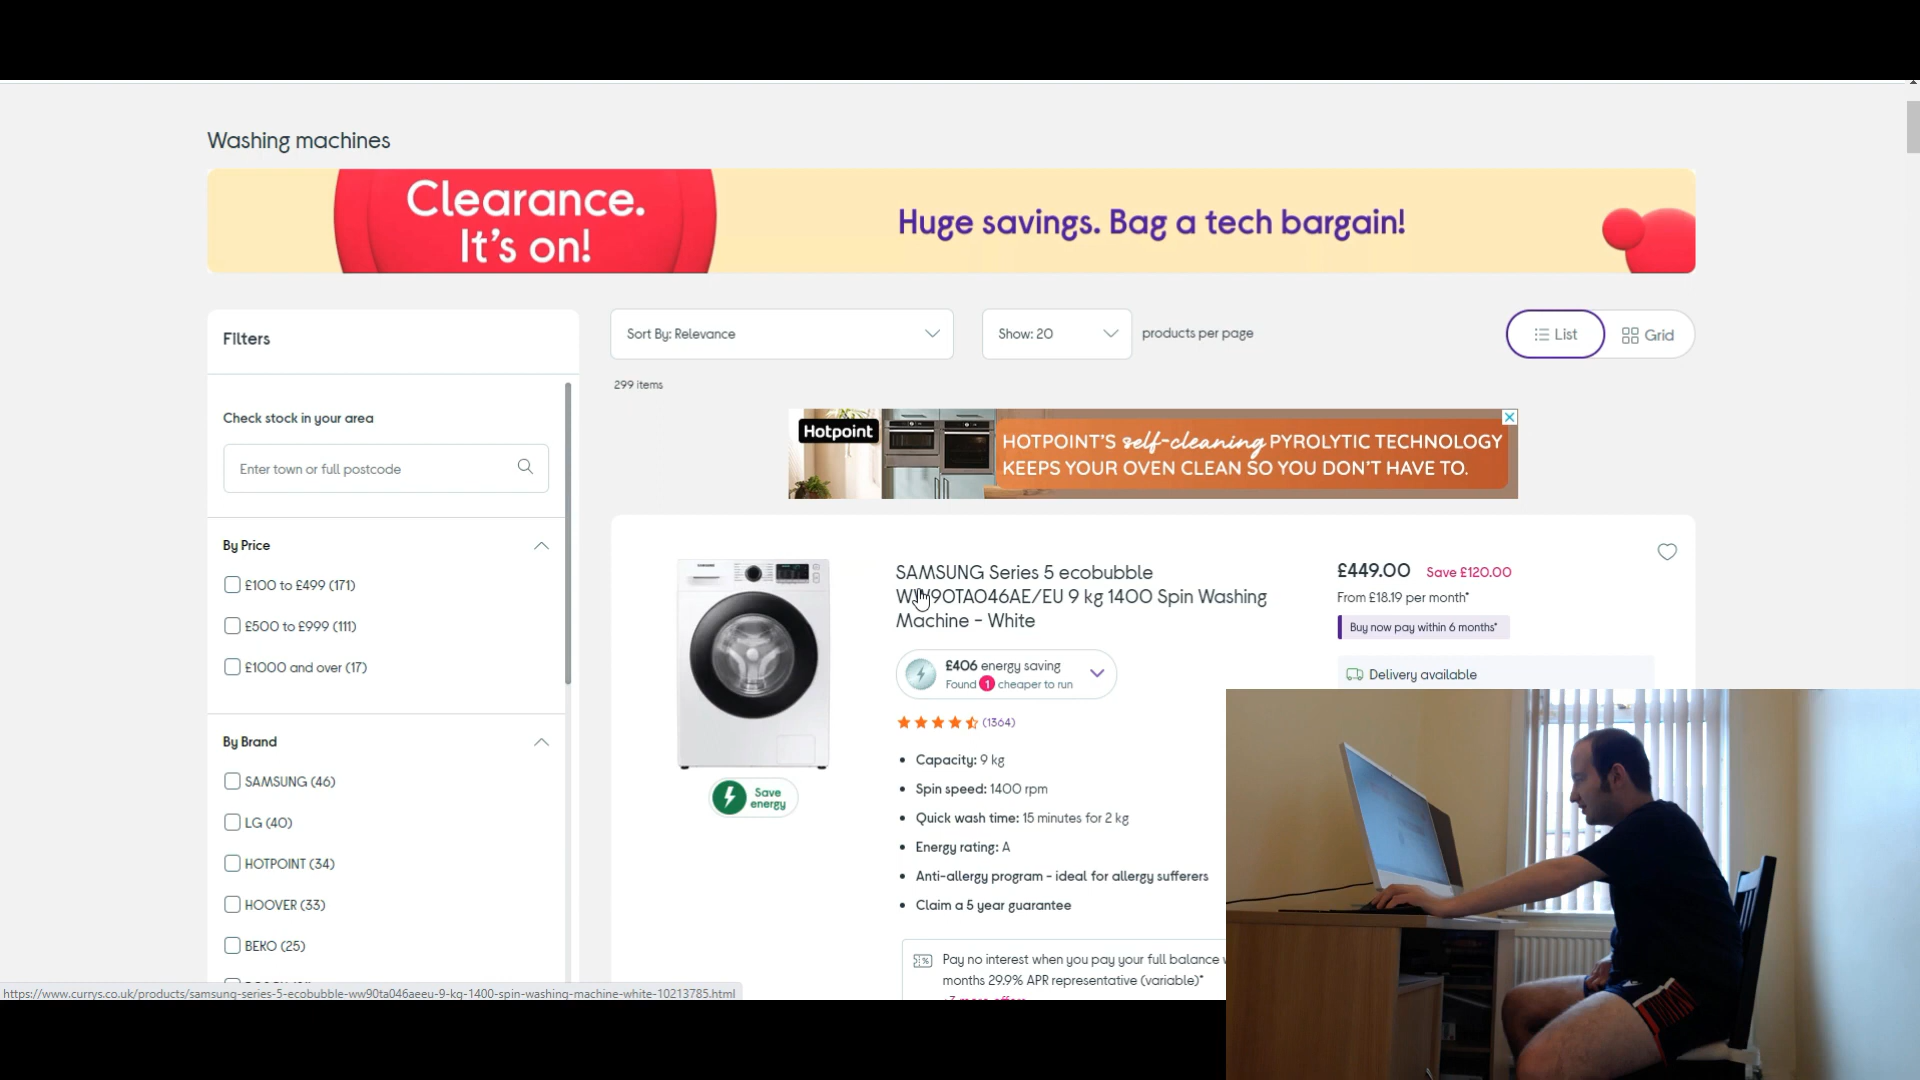 Washing machines
Clearance.
It's on!
Huge savings. Bag a tech bargain!
Filters
Sort By: Relevance
Show: 20
products per page
List
Grid
299 items
Check stock in your area
Enter town or full postcode
Hotpoint
HOTPOINT'S self-cleaning PYROLYTIC TECHNOLOGY
KEEPS YOUR OVEN CLEAN SO YOU DON'T HAVE TO.
By Price
£100 to £499 (171)
£500 to £999 (111)
£1000 and over (17)
By Brand
SAMSUNG (46)
LG (40)
HOTPOINT (34)
HOOVER (33)
BEKO (25)
SAMSUNG
Save
energy
SAMSUNG Series 5 ecobubble
WW90TA046AE/EU 9 kg 1400 Spin Washing
Machine - White
£406 energy saving
Found 1 cheaper to run
(1364)
Capacity: 9 kg
Spin speed: 1400 rpm
Quick wash time: 15 minutes for 2 kg
Energy rating: A
Anti-allergy program - ideal for allergy sufferers
Claim a 5 year guarantee
Pay no interest when you pay your full balance
months 29.9% APR representative (variable)*
£449.00 Save £120.00
From £18.19 per month*
Buy now pay within 6 months*
Delivery available
https://www.currys.co.uk/products/samsung-series-5-ecobubble-ww90ta046aeeu-9-kg-1400-spin-washing-machine-white-10213785.html